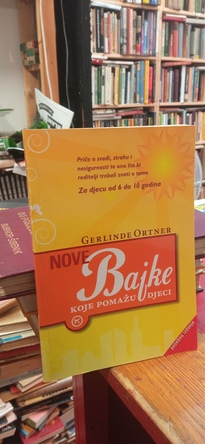 Priče o svađi, strahu i
nesigurnosti te ono što bi
roditelji trebali znati o tome
Za djecu od 6 do 10 godina
GERLINDE ORTNER
NOVE
Bajke
KOJE POMAŽU DJECI